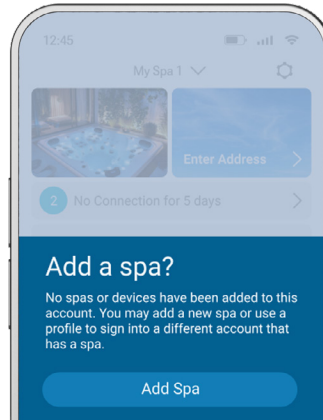 12:45
My Spa 1
Enter Address
2 No Connection for 5 days
Add a spa?
No spas or devices have been added to this
account. You may add a new spa or use a
profile to sign into a different account that
has a spa.
Add Spa